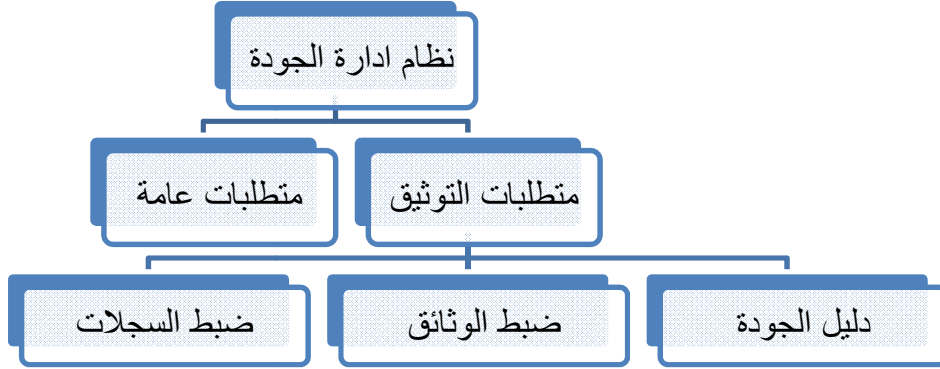 نظام ادارة الجودة
متطلبات التوثيق
متطلبات عامة
دليل الجودة
ضبط الوثائق
ضبط السجلات